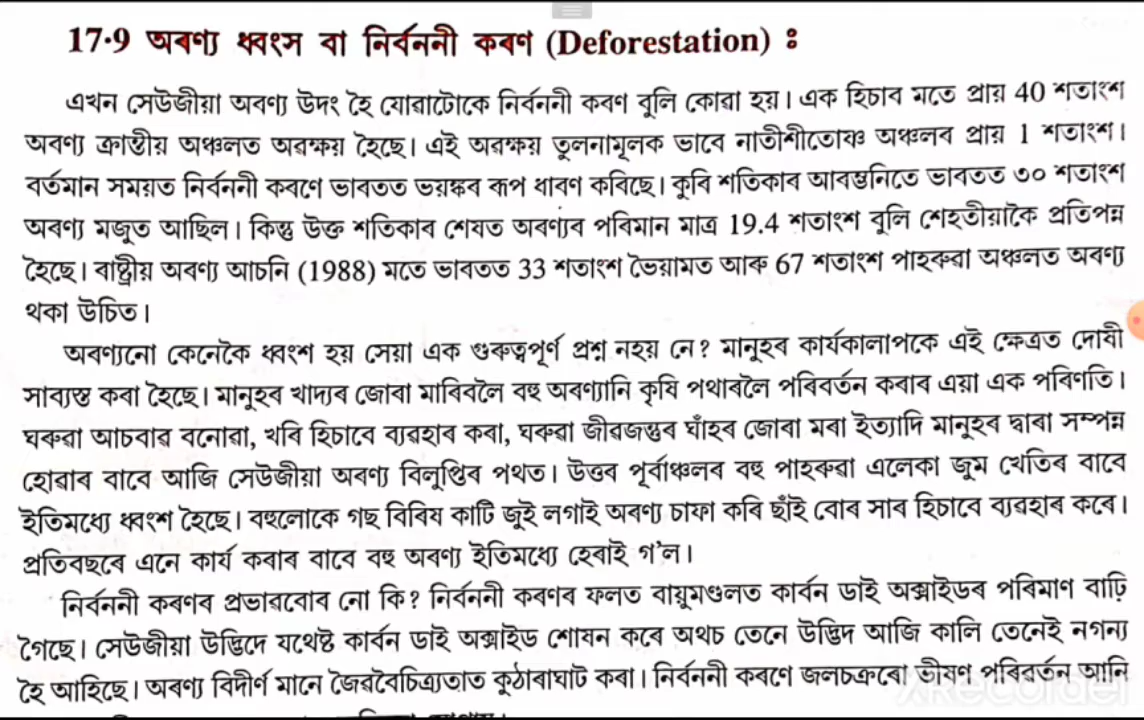 17·9 অৰণ্য ধ্বংস বা নিৰ্বননী কৰণ (Deforestation) ঃ
এখন সেউজীয়া অৰণ্য উদং হৈ যোৱাটোকে নিৰ্বননী কৰণ বুলি কোৱা হয়। এক হিচাব মতে প্ৰায় 40 শতাংশ
অৰণ্য ক্ৰান্তীয় অঞ্চলত অৱক্ষয় হৈছে। এই অৱক্ষয় তুলনামূলক ভাবে নাতীশীতোষ্ণ অঞ্চলৰ প্ৰায় 1 শতাংশ।
বৰ্তমান সময়ত নিৰ্বননী কৰণে ভাৰতত ভয়ঙ্কৰ ৰূপ ধাৰণ কৰিছে। কুৰি শতিকাৰ আৰম্ভনিতে ভাৰতত ৩০ শতাংশ
অৰণ্য মজুত আছিল। কিন্তু উক্ত শতিকাৰ শেষত অৰণ্যৰ পৰিমান মাত্ৰ 19.4 শতাংশ বুলি শেহতীয়াকৈ প্ৰতিপন্ন
হৈছে। ৰাষ্ট্ৰীয় অৰণ্য আচনি (1988) মতে ভাৰতত 33 শতাংশ ভৈয়ামত আৰু 67 শতাংশ পাহৰুৱা অঞ্চলত অৰণ্য
থকা উচিত।
অৰণ্যনো কেনেকৈ ধ্বংশ হয় সেয়া এক গুৰুত্বপূৰ্ণ প্ৰশ্ন নহয় নে? মানুহৰ কাৰ্যকালাপকে এই ক্ষেত্ৰত দোষী
সাব্যস্ত কৰা হৈছে। মানুহৰ খাদ্যৰ জোৰা মাৰিবলৈ বহু অৰণ্যানি কৃষি পথাৰলৈ পৰিবৰ্তন কৰাৰ এয়া এক পৰিণতি।
ঘৰুৱা আচবাৱ বনোৱা, খৰি হিচাবে ব্যৱহাৰ কৰা, ঘৰুৱা জীৱজন্তুৰ ঘাঁহৰ জোৰা মৰা ইত্যাদি মানুহৰ দ্বাৰা সম্পন্ন
হোৱাৰ বাবে আজি সেউজীয়া অৰণ্য বিলুপ্তিৰ পথত। উত্তৰ পূৰ্বাঞ্চলৰ বহু পাহৰুৱা এলেকা জুম খেতিৰ বাবে
ইতিমধ্যে ধ্বংশ হৈছে। বহুলোকে গছ বিৰিষ কাটি জুই লগাই অৰণ্য চাফা কৰি ছাঁই বোৰ সাৰ হিচাবে ব্যৱহাৰ কৰে।
প্ৰতিবছৰে এনে কাৰ্য কৰাৰ বাবে বহু অৰণ্য ইতিমধ্যে হেৰাই গ'ল।
নিৰ্বননী কৰণৰ প্ৰভাৱবোৰ নো কি? নিৰ্বননী কৰণৰ ফলত বায়ুমণ্ডলত কাৰ্বন ডাই অক্সাইডৰ পৰিমাণ বাঢ়ি
গৈছে। সেউজীয়া উদ্ভিদে যথেষ্ট কাৰ্বন ডাই অক্সাইড শোষন কৰে অথচ তেনে উদ্ভিদ আজি কালি তেনেই নগন্য
হৈ আহিছে। অৰণ্য বিদীৰ্ণ মানে জৈৱবৈচিত্ৰ্যতাত কুঠাৰাঘাট কৰা। নিৰ্বননী কৰণে জলচক্ৰৰো ভীষণ পৰিৱৰ্তন আনি
XRecorder